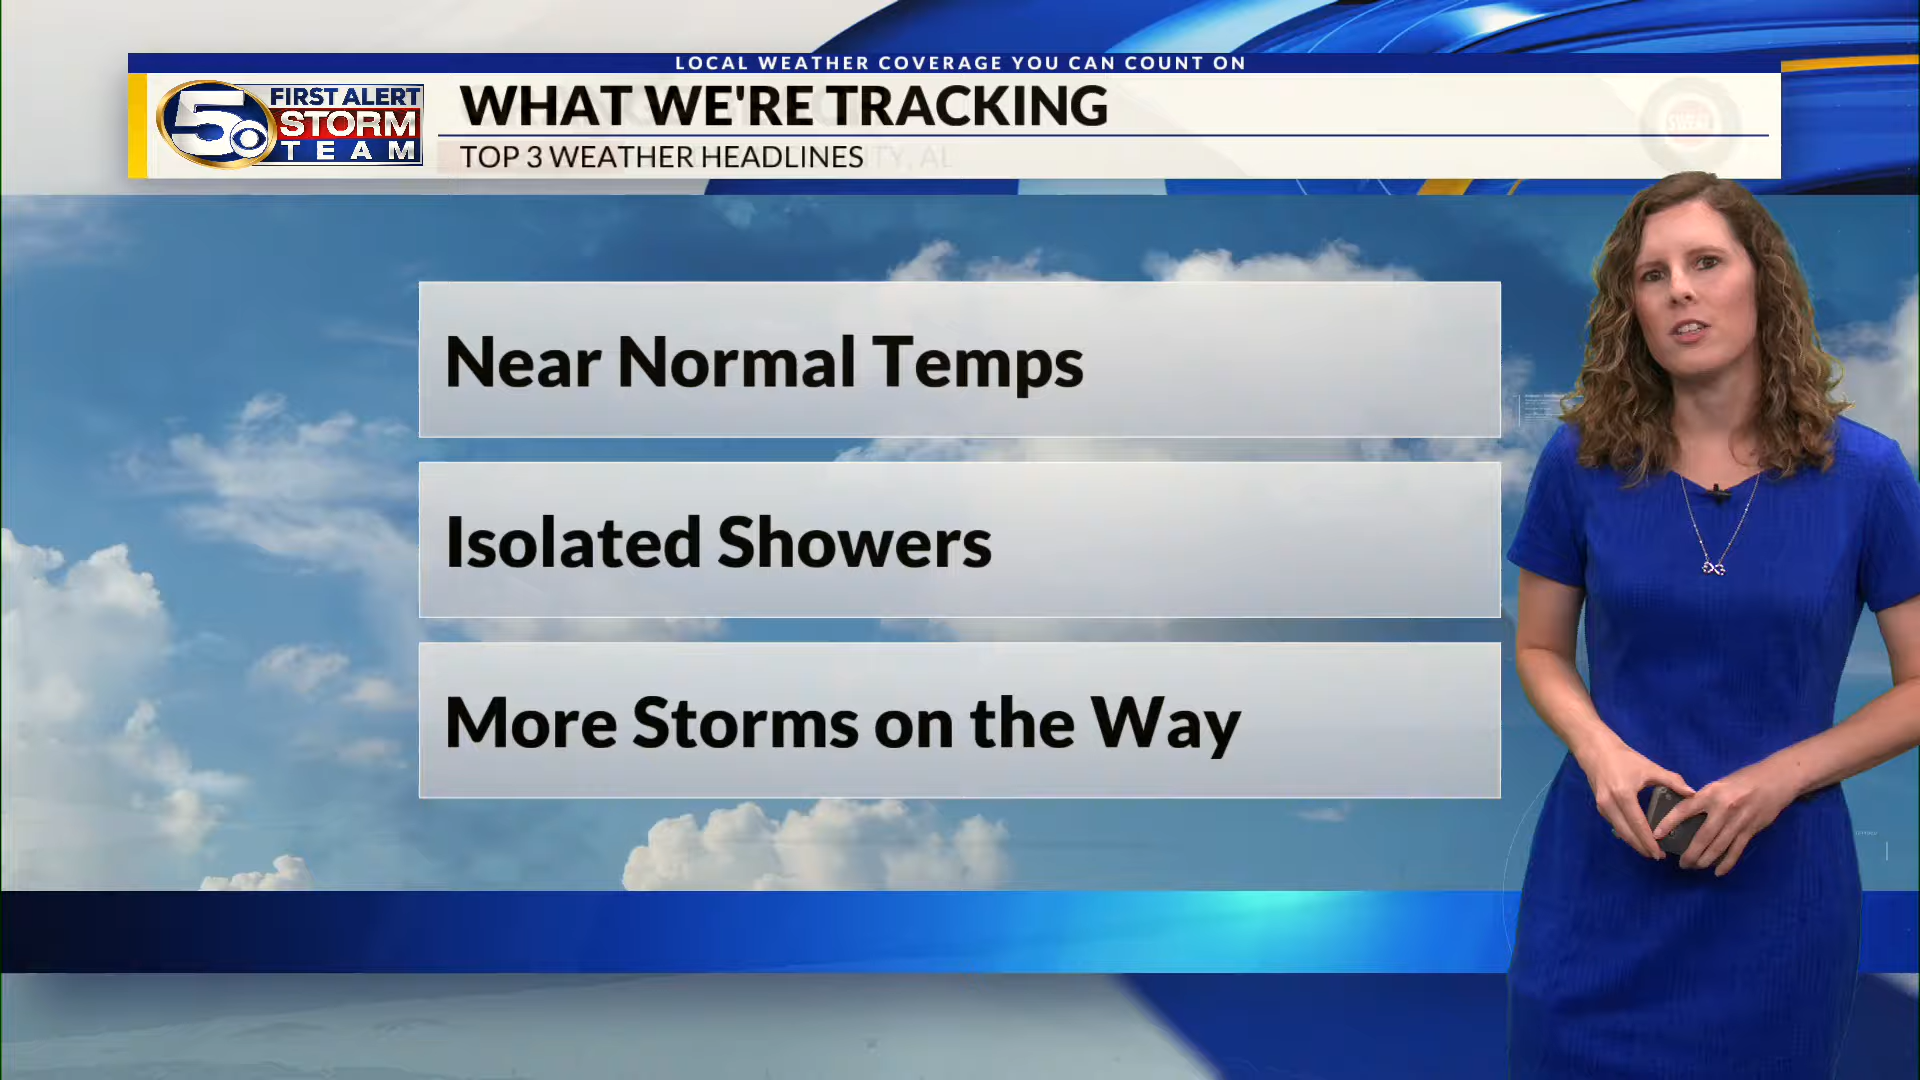 LOCAL WEATHER COVERAGE YOU CAN COUNT ON
5
FIRST ALERT
STORM
TEAM
WHAT WE'RE TRACKING
TOP 3 WEATHER HEADLINES
Near Normal Temps
Isolated Showers
More Storms on the Way